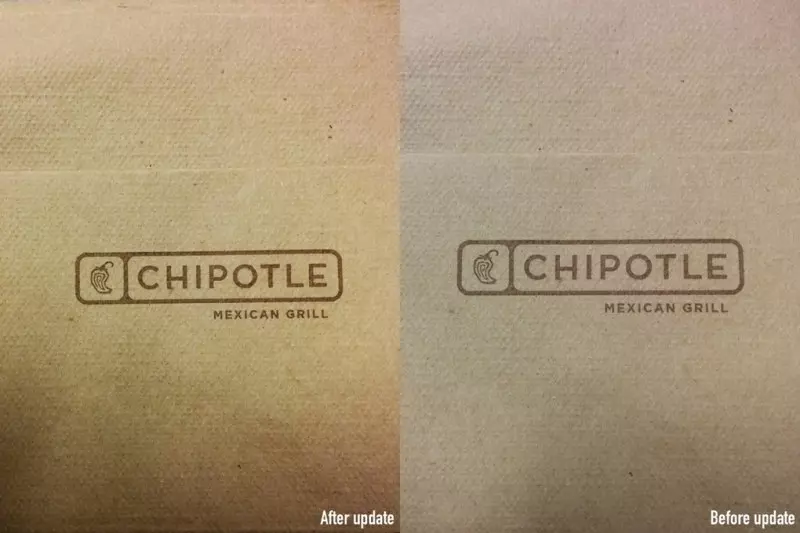 CHIPOTLE
MEXICAN GRILL
After update
CHIPOTLE
MEXICAN GRILL
Before update